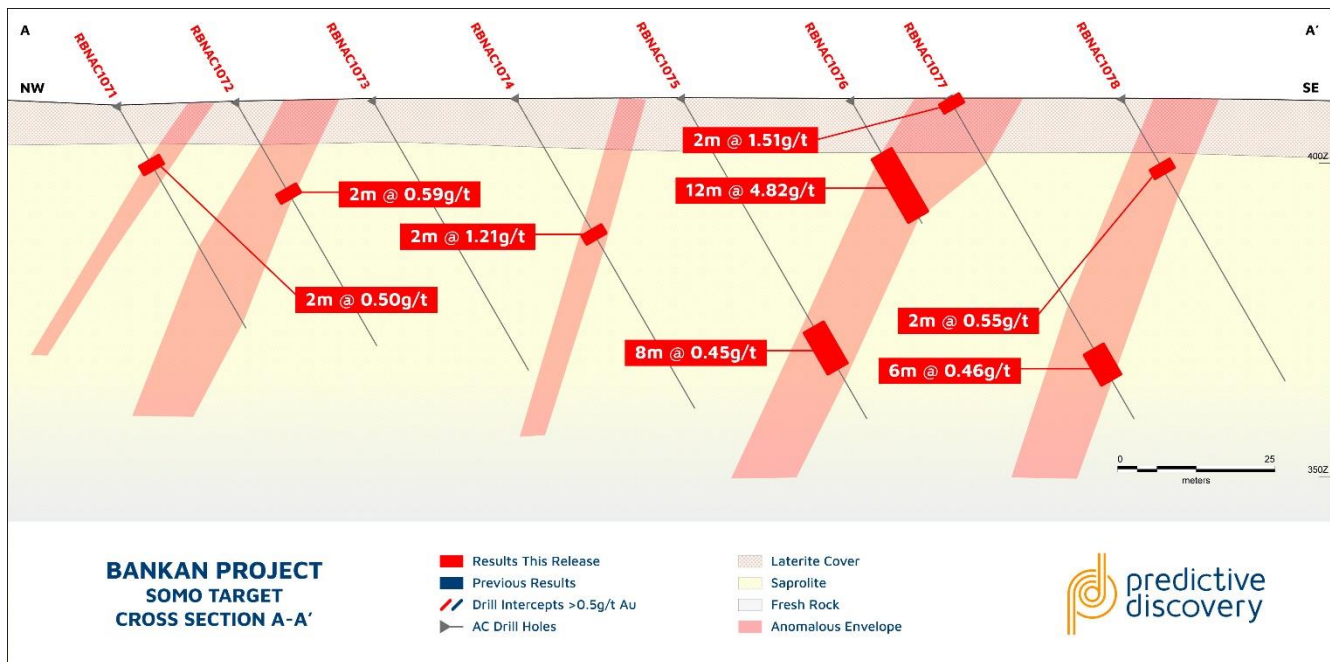 A
A'
NW
SE
RBNAC1071
RBNAC1072
RBNAC1073
RBNAC1074
RBNAC1075
RBNAC1076
RBNAC1077
RBNAC1078
2m @ 1.51g/t
400Z
2m @ 0.59g/t
12m @ 4.82g/t
2m @ 1.21g/t
2m @ 0.50g/t
2m @ 0.55g/t
8m @ 0.45g/t
6m @ 0.46g/t
0 25
meters
350Z
BANKAN PROJECT
SOMO TARGET
CROSS SECTION A-A'
Results This Release
Previous Results
Drill Intercepts >0.5g/t Au
AC Drill Holes
Laterite Cover
Saprolite
Fresh Rock
Anomalous Envelope
predictive
discovery